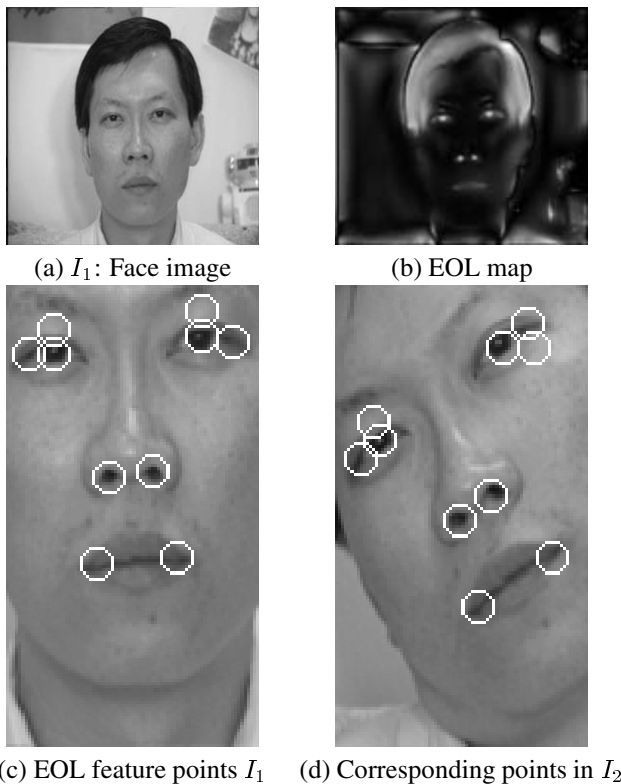 (a) I₁: Face image
(b) EOL map
(c) EOL feature points I₁
(d) Corresponding points in I₂